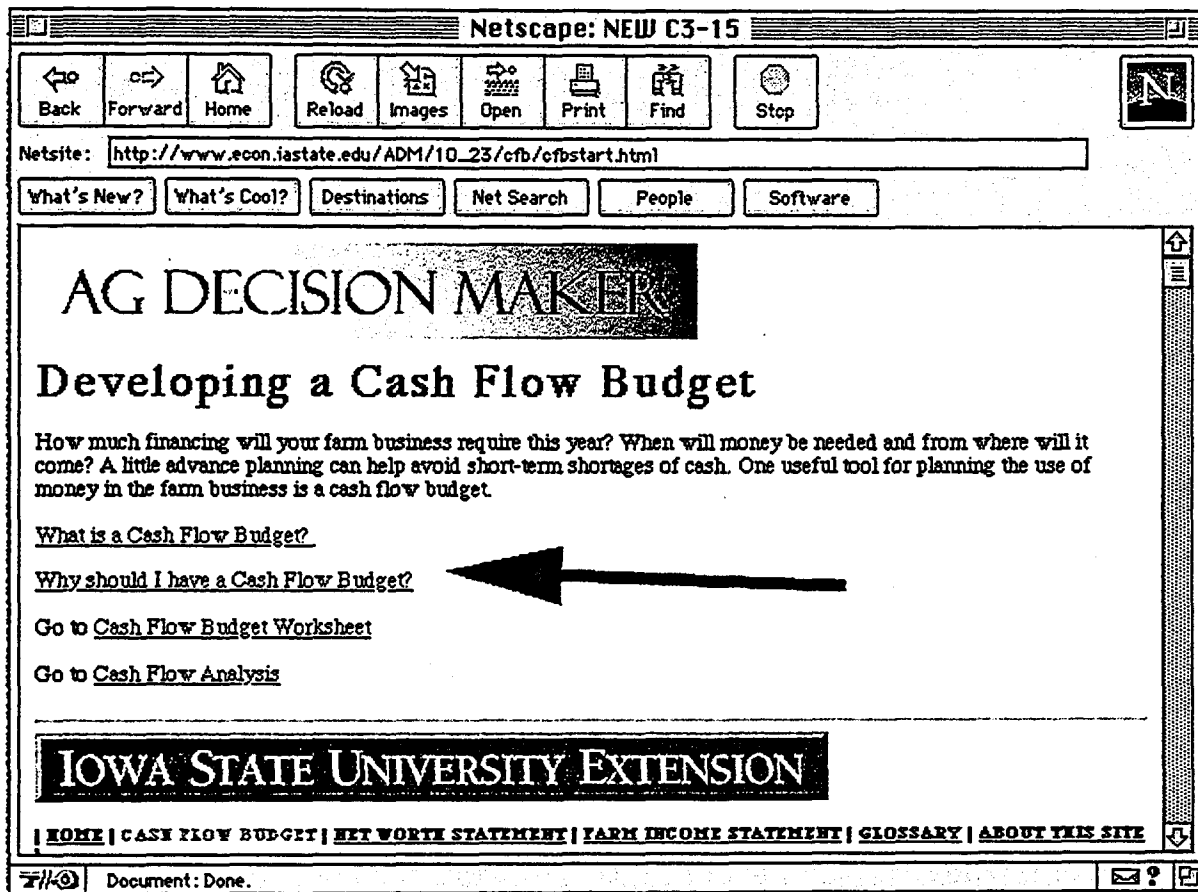 Netscape: NEW C3-15
Back Forward Home Reload Images Open Print Find Stop
N
Netsite: http://www.econ.iastate.edu/ADM/10_23/cfb/cfbstart.html
What's New? What's Cool? Destinations Net Search People Software
AG DECISION MAKER
Developing a Cash Flow Budget
How much financing will your farm business require this year? When will money be needed and from where will it
come? A little advance planning can help avoid short-term shortages of cash. One useful tool for planning the use of
money in the farm business is a cash flow budget.
What is a Cash Flow Budget?
Why should I have a Cash Flow Budget?
Go to Cash Flow Budget Worksheet
Go to Cash Flow Analysis
IOWA STATE UNIVERSITY EXTENSION
| HOME | CASH FLOW BUDGET | NET WORTH STATEMENT | FARM INCOME STATEMENT | GLOSSARY | ABOUT THIS SITE
Document: Done.
?